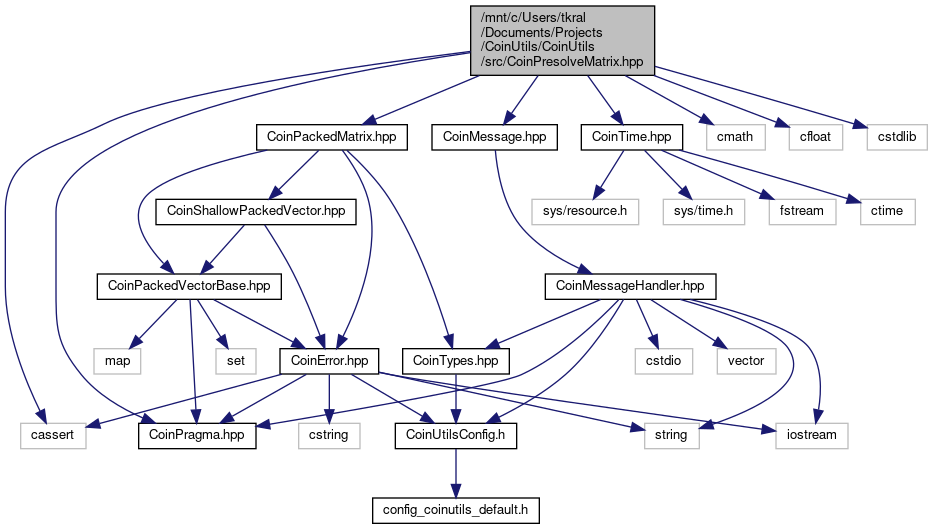 /mnt/c/Users/tkral
/Documents/Projects
/CoinUtils/CoinUtils
/src/CoinPresolveMatrix.hpp
CoinPackedMatrix.hpp
CoinMessage.hpp
CoinTime.hpp
cmath
cfloat
cstdlib
CoinShallowPackedVector.hpp
sys/resource.h
sys/time.h
fstream
ctime
CoinPackedVectorBase.hpp
CoinMessageHandler.hpp
map
set
CoinError.hpp
CoinTypes.hpp
cstdio
vector
cassert
CoinPragma.hpp
cstring
CoinUtilsConfig.h
string
iostream
config_coinutils_default.h